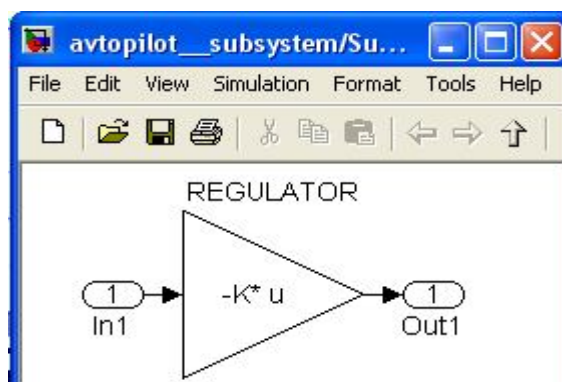 avtopilot__subsystem/Su...
File Edit View Simulation Format Tools Help
REGULATOR
1 -K* u 1
In1 Out1